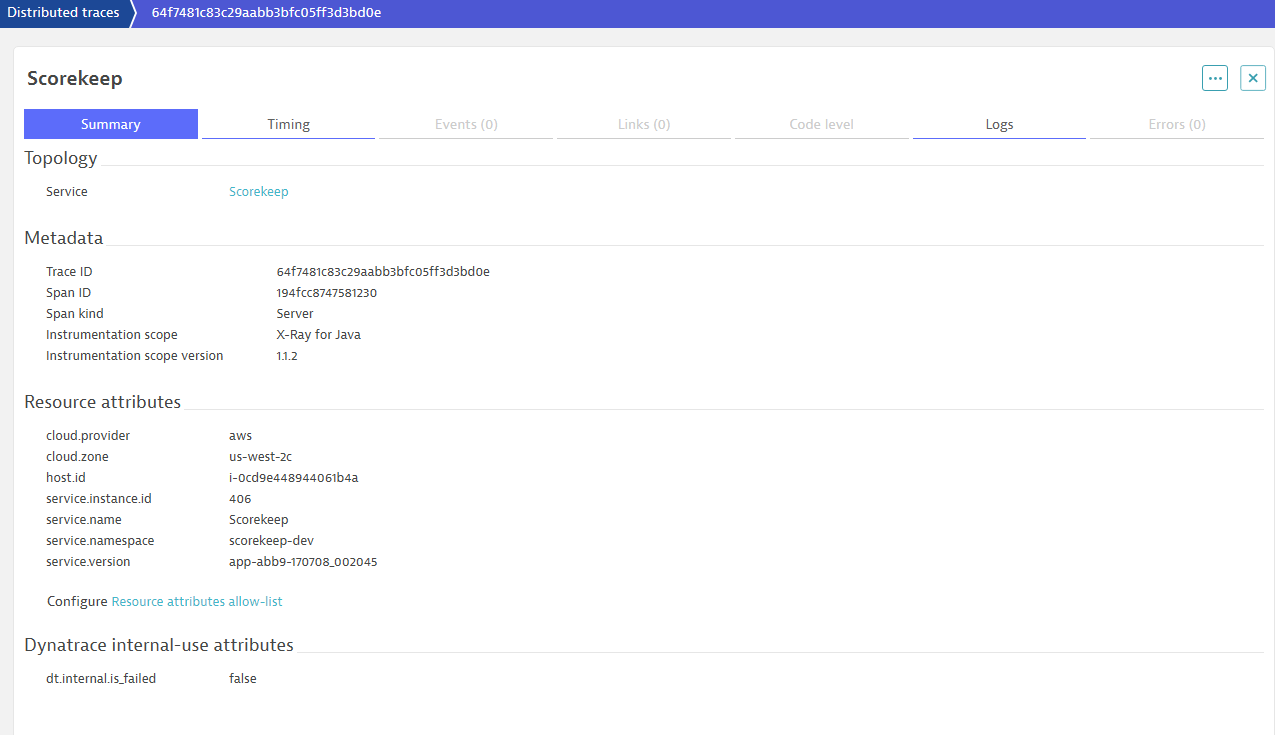 Distributed traces 64f7481c83c29aabb3bfc05ff3d3bd0e
Scorekeep
Summary Timing Events (0) Links (0) Code level Logs Errors (0)
Topology
Service Scorekeep
Metadata
Trace ID 64f7481c83c29aabb3bfc05ff3d3bd0e
Span ID 194fcc8747581230
Span kind Server
Instrumentation scope X-Ray for Java
Instrumentation scope version 1.1.2
Resource attributes
cloud.provider aws
cloud.zone us-west-2c
host.id i-0cd9e448944061b4a
service.instance.id 406
service.name Scorekeep
service.namespace scorekeep-dev
service.version app-abb9-170708_002045
Configure Resource attributes allow-list
Dynatrace internal-use attributes
dt.internal.is_failed false